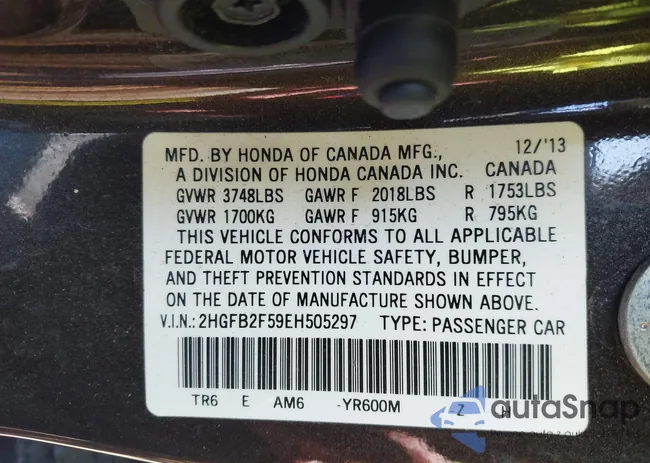 MFD. BY HONDA OF CANADA MFG., 12/'13
A DIVISION OF HONDA CANADA INC. CANADA
GVWR 3748LBS GAWR F 2018LBS R 1753LBS
GVWR 1700KG GAWR F 915KG R 795KG
THIS VEHICLE CONFORMS TO ALL APPLICABLE
FEDERAL MOTOR VEHICLE SAFETY, BUMPER,
AND THEFT PREVENTION STANDARDS IN EFFECT
ON THE DATE OF MANUFACTURE SHOWN ABOVE.
V.I.N.: 2HGFB2F59EH505297 TYPE: PASSENGER CAR
TR6 E AM6 -YR600M Z H
autoSnap